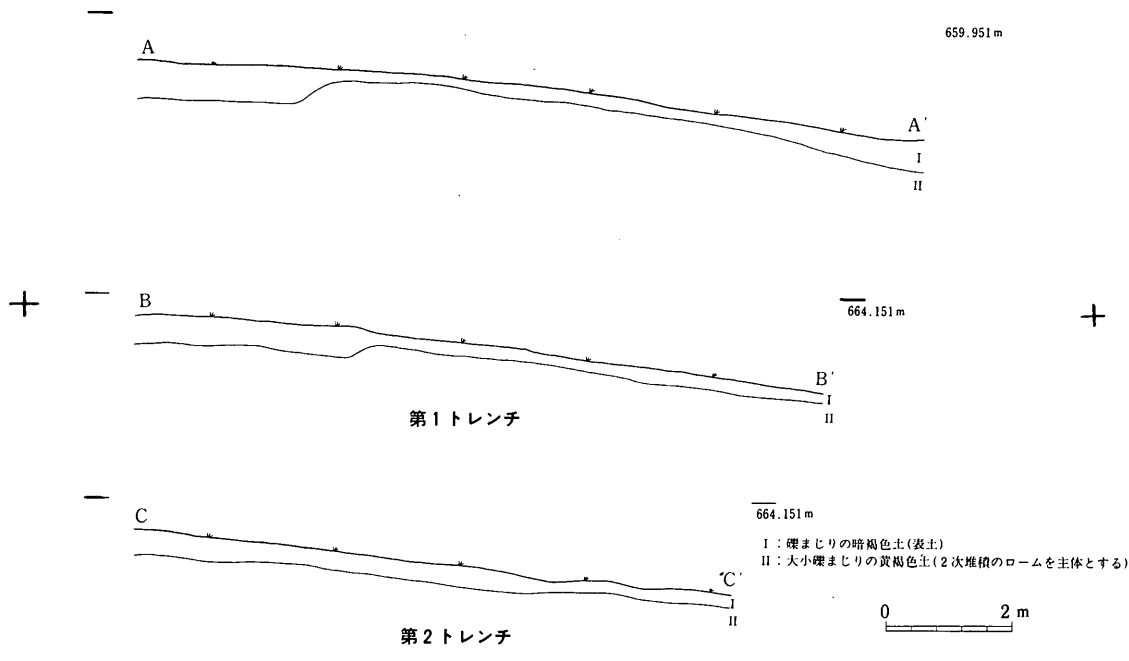 659.951m
A
A'
I
II
B
664.151m
B'
I
II
第1トレンチ
C
664.151m
C'
I
II
第2トレンチ
I：礫まじりの暗褐色土(表土)
II：大小礫まじりの黄褐色土(2次堆積のロームを主体とする)
0 2 m